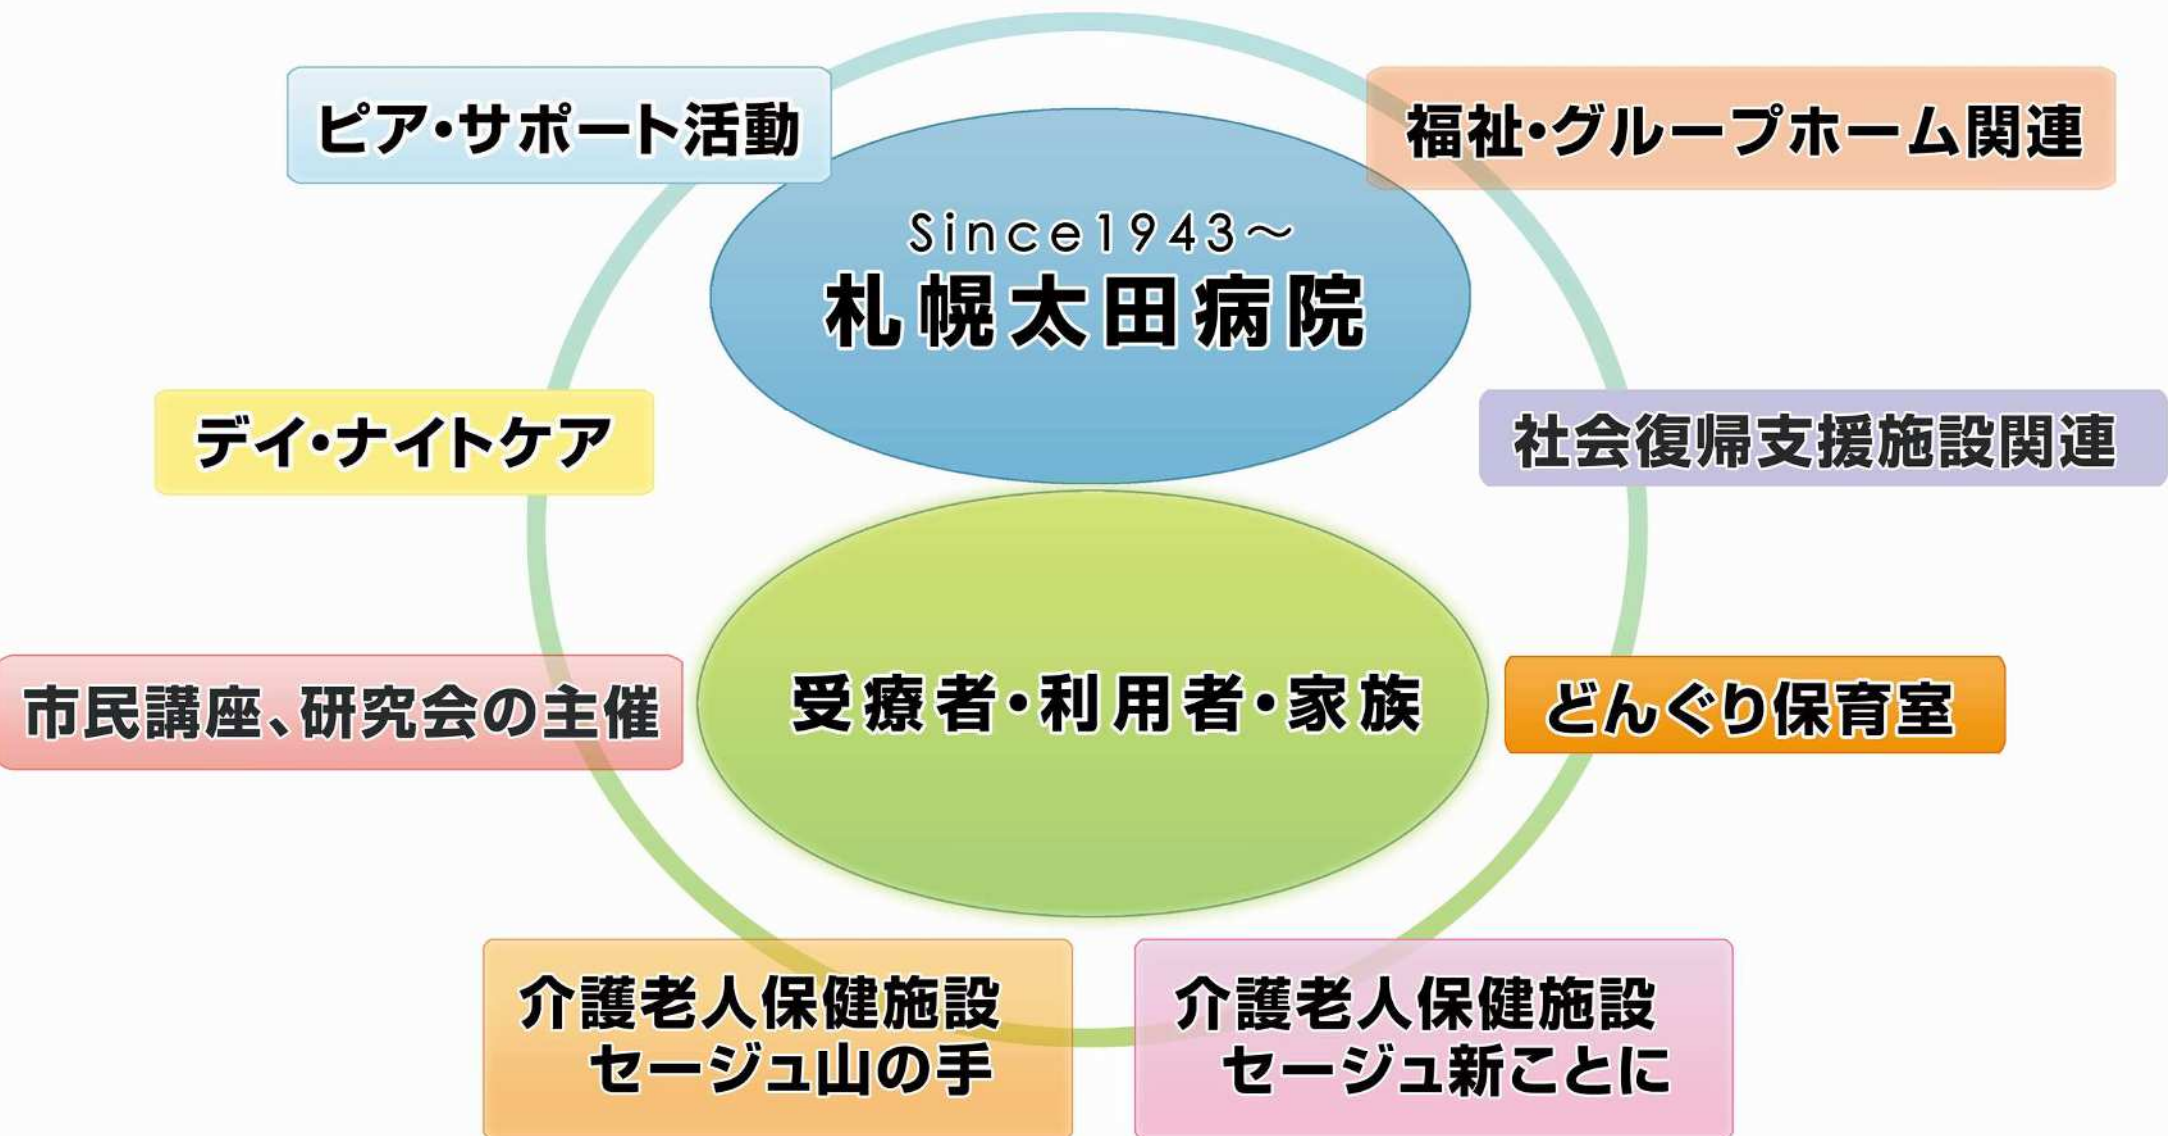 ピア・サポート活動
福祉・グループホーム関連
Since1943～
札幌太田病院
デイ・ナイトケア
社会復帰支援施設関連
市民講座、研究会の主催
受療者・利用者・家族
どんぐり保育室
介護老人保健施設
セージュ山の手
介護老人保健施設
セージュ新ことに